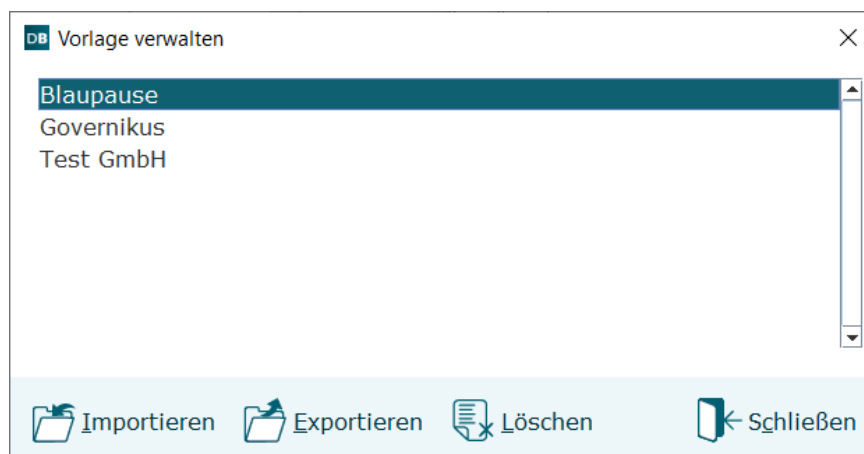 DB Vorlage verwalten
Blaupause
Governikus
Test GmbH
Importieren Exportieren Löschen Schließen